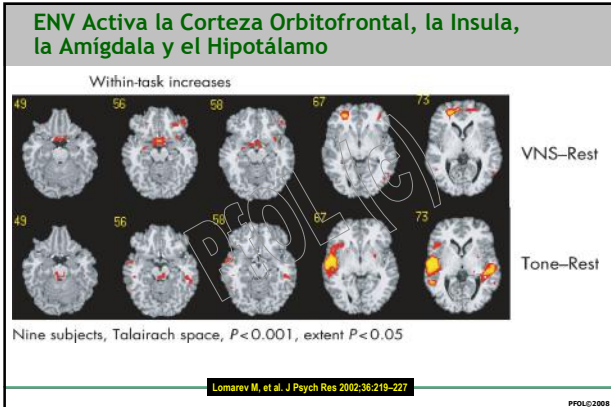 ENV Activa la Corteza Orbitofrontal, la Insula,
la Amígdala y el Hipotálamo
Within-task increases
49 56 58 67 73
VNS–Rest
49 56 58 67 73
Tone–Rest
PFOL (c)
Nine subjects, Talairach space, P<0.001, extent P<0.05
Lomarev M, et al. J Psych Res 2002;36:219–227
PFOL©2008